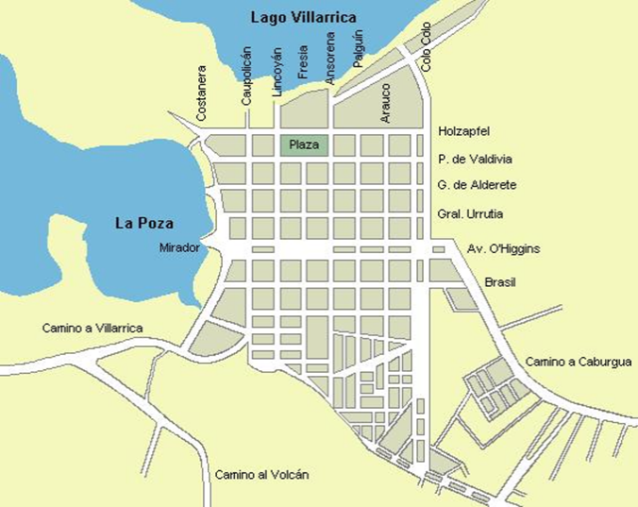 Lago Villarrica
Costanera
Caupolicán
Lincoyán
Fresia
Ansorena
Palguín
Colo Colo
Arauco
Holzapfel
Plaza
P. de Valdivia
G. de Alderete
La Poza
Gral. Urrutia
Mirador
Av. O'Higgins
Brasil
Camino a Villarrica
Camino a Caburgua
Camino al Volcán